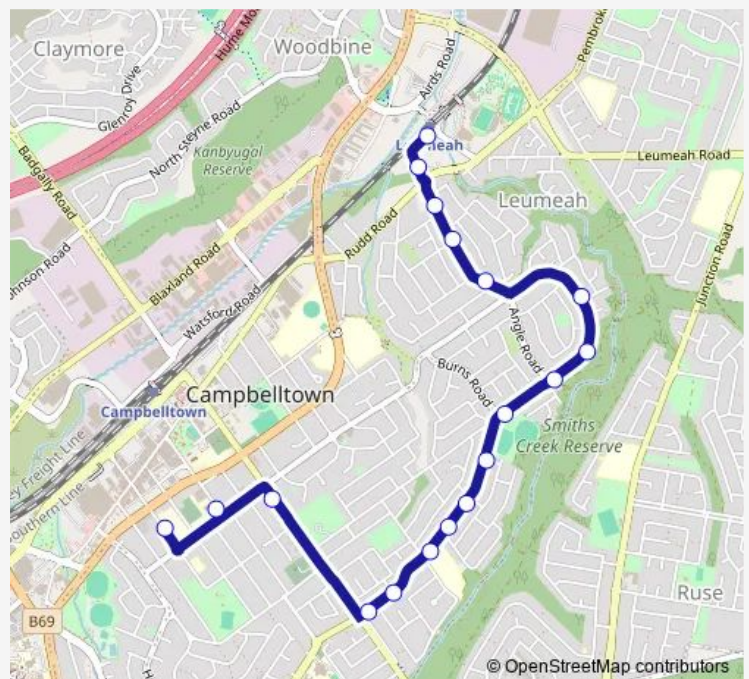 Claymore
Woodbine
Hume Mo
Glenroy Drive
Airds Road
Pembroke
North Steyne Road
Badgally Road
Kanbyugal
Reserve
Leumeah
Leumeah Road
Leumeah
Rudd Road
Johnson Road
Blaxland Road
Watsford Road
Junction Road
Angle Road
Burns Road
Campbelltown
Campbelltown
Smiths
Creek Reserve
ey Freight Line
Southern Line
B69
Ruse
© OpenStreetMap contributors